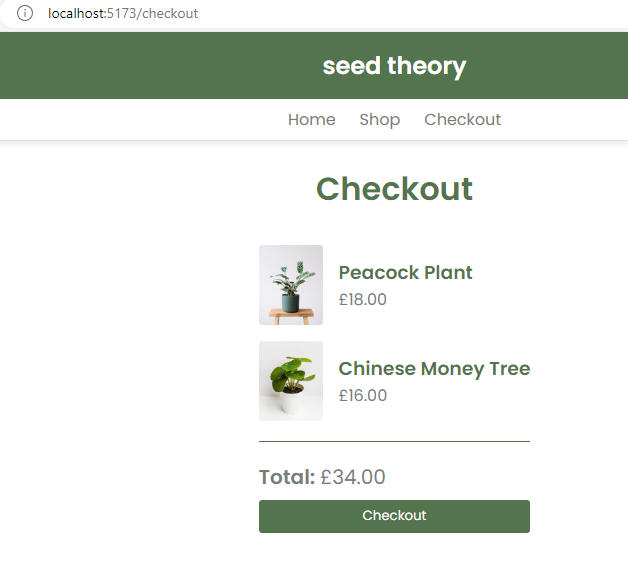 localhost:5173/checkout
seed theory
Home Shop Checkout
Checkout
Peacock Plant
£18.00
Chinese Money Tree
£16.00
Total: £34.00
Checkout